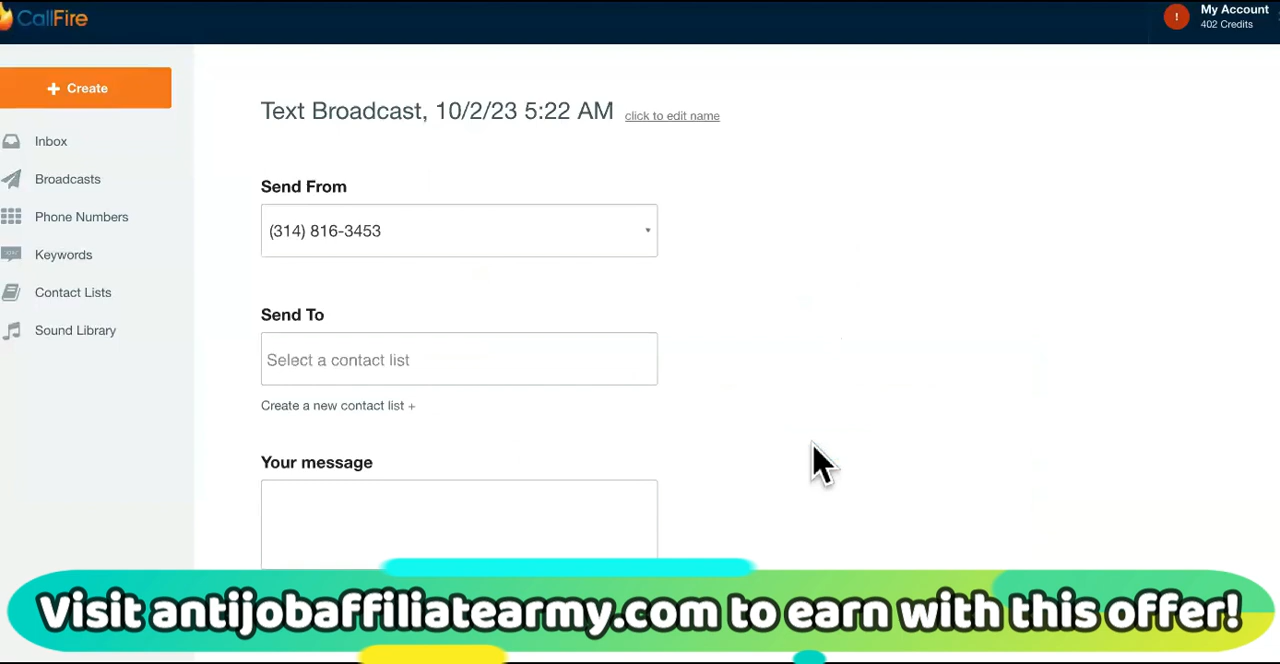 CallFire
!
My Account
402 Credits
+ Create
Inbox
Broadcasts
Phone Numbers
Keywords
Contact Lists
Sound Library
Text Broadcast, 10/2/23 5:22 AM click to edit name
Send From
(314) 816-3453
Send To
Select a contact list
Create a new contact list +
Your message
Visit antijobaffiliatearmy.com to earn with this offer!